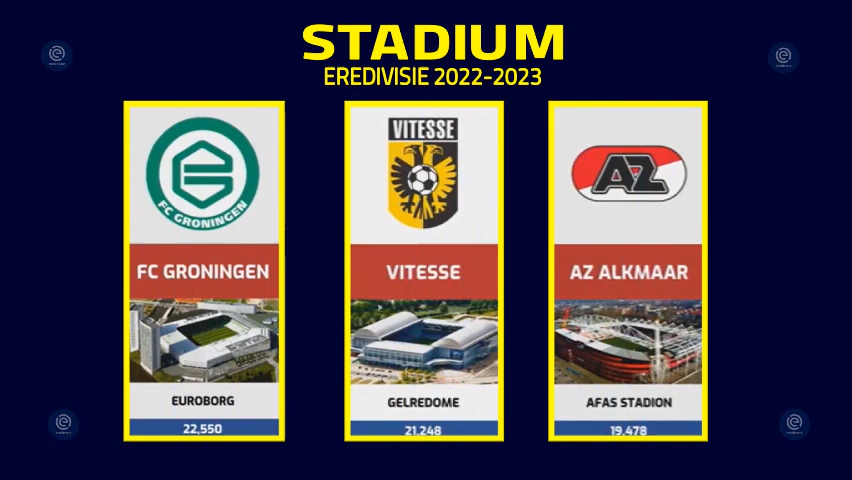 STADIUM
EREDIVISIE 2022-2023
FC GRONINGEN
FC GRONINGEN
EUROBORG
22,550
VITESSE
VITESSE
GELREDOME
21,248
AZ
AZ ALKMAAR
AFAS STADION
19,478